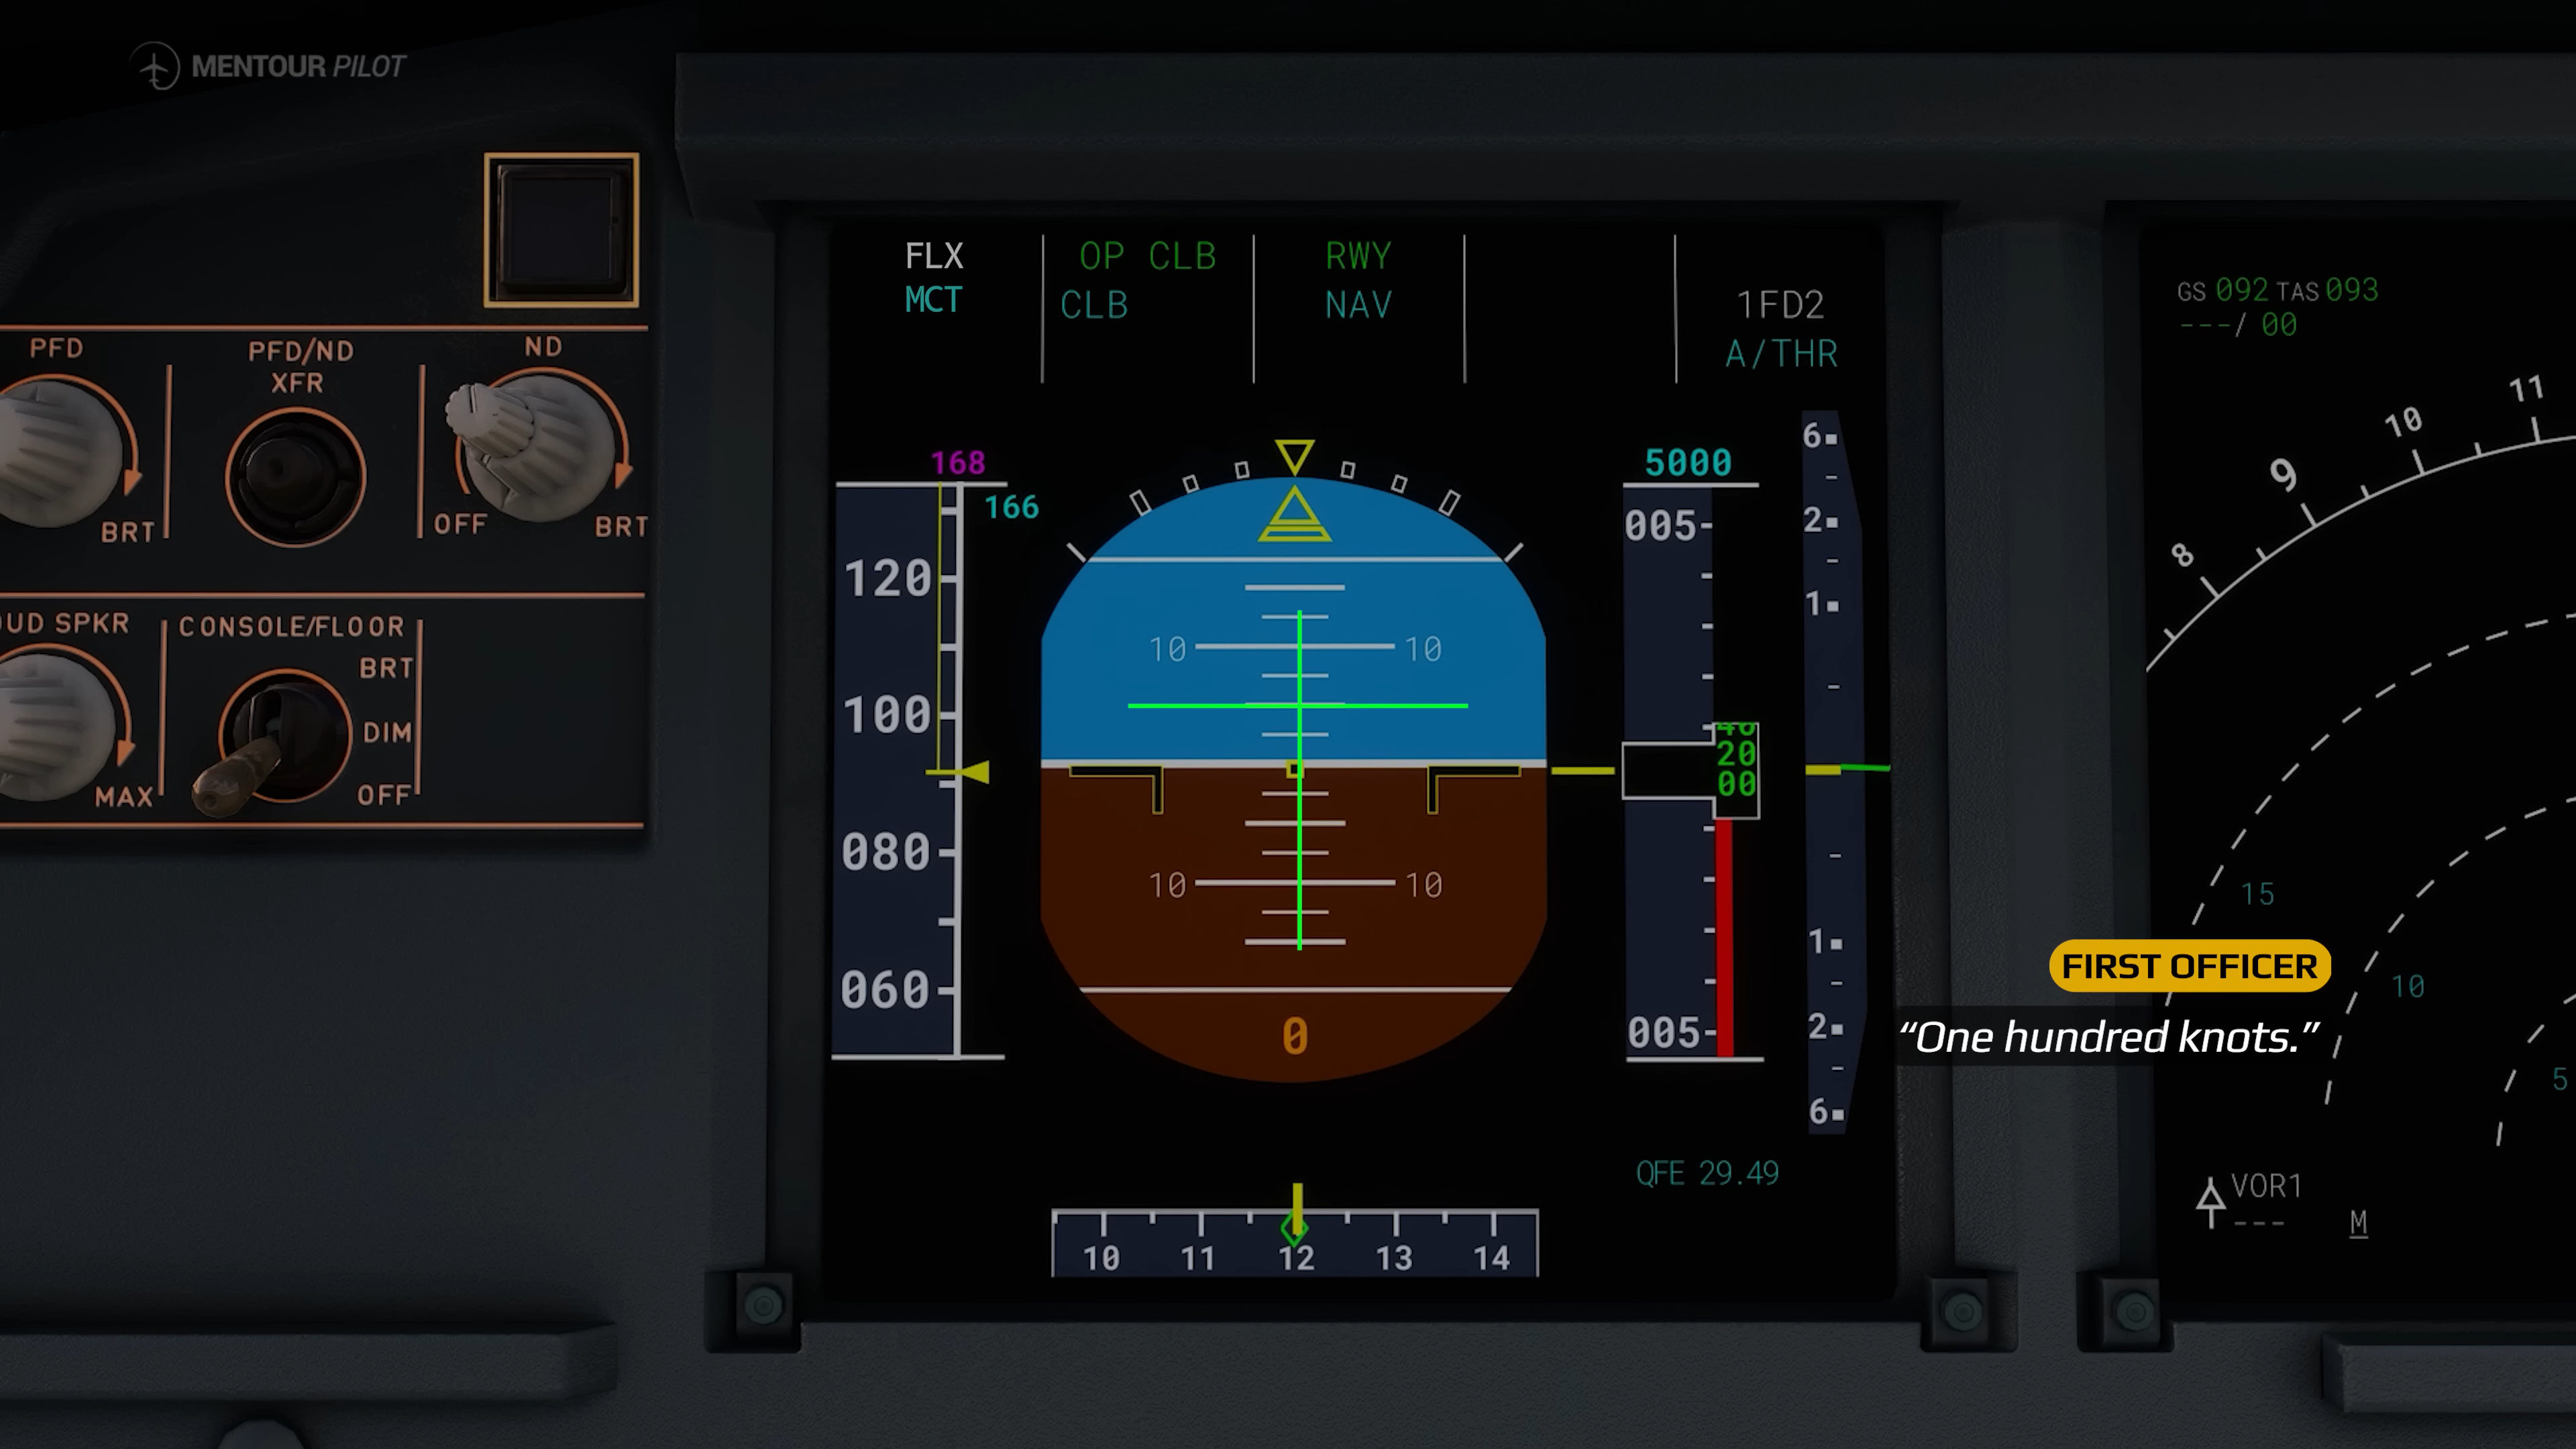 MENTOUR PILOT
PFD
BRT
PFD/ND
XFR
ND
OFF
BRT
OUD SPKR
MAX
CONSOLE/FLOOR
BRT
DIM
OFF
FLX
MCT
OP CLB
CLB
RWY
NAV
1FD2
A/THR
168
166
120
100
080
060
10 10
10 10
0
5000
005
20
00
005
6
2
1
1
2
6
QFE 29.49
10 11 12 13 14
GS 092 TAS 093
---/ 00
8
9
10
11
15
10
5
VOR1
---
M
FIRST OFFICER
“One hundred knots.”